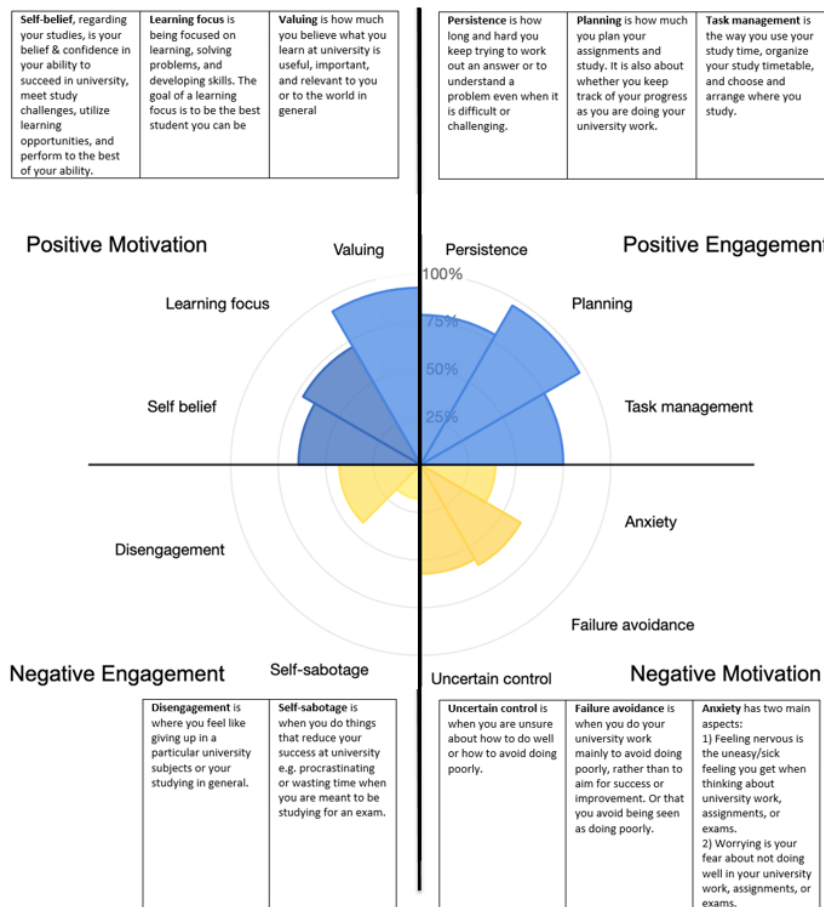 Self-belief, regarding
your studies, is your
belief & confidence in
your ability to
succeed in university,
meet study
challenges, utilize
learning
opportunities, and
perform to the best
of your ability.
Learning focus is
being focused on
learning, solving
problems, and
developing skills. The
goal of a learning
focus is to be the best
student you can be
Valuing is how much
you believe what you
learn at university is
useful, important,
and relevant to you
or to the world in
general
Persistence is how
long and hard you
keep trying to work
out an answer or to
understand a
problem even when it
is difficult or
challenging.
Planning is how much
you plan your
assignments and
study. It is also about
whether you keep
track of your progress
as you are doing your
university work.
Task management is
the way you use your
study time, organize
your study timetable,
and choose and
arrange where you
study.
Positive Motivation
Valuing
Persistence
Positive Engagement
100%
Learning focus
Planning
75%
50%
Self belief
Task management
25%
Anxiety
Disengagement
Failure avoidance
Negative Engagement
Self-sabotage
Uncertain control
Negative Motivation
Disengagement is
where you feel like
giving up in a
particular university
subjects or your
studying in general.
Self-sabotage is
when you do things
that reduce your
success at university
e.g. procrastinating
or wasting time when
you are meant to be
studying for an exam.
Uncertain control is
when you are unsure
about how to do well
or how to avoid doing
poorly.
Failure avoidance is
when you do your
university work
mainly to avoid doing
poorly, rather than to
aim for success or
improvement. Or that
you avoid being seen
as doing poorly.
Anxiety has two main
aspects:
1) Feeling nervous is
the uneasy/sick
feeling you get when
thinking about
university work,
assignments, or
exams.
2) Worrying is your
fear about not doing
well in your university
work, assignments, or
exams.